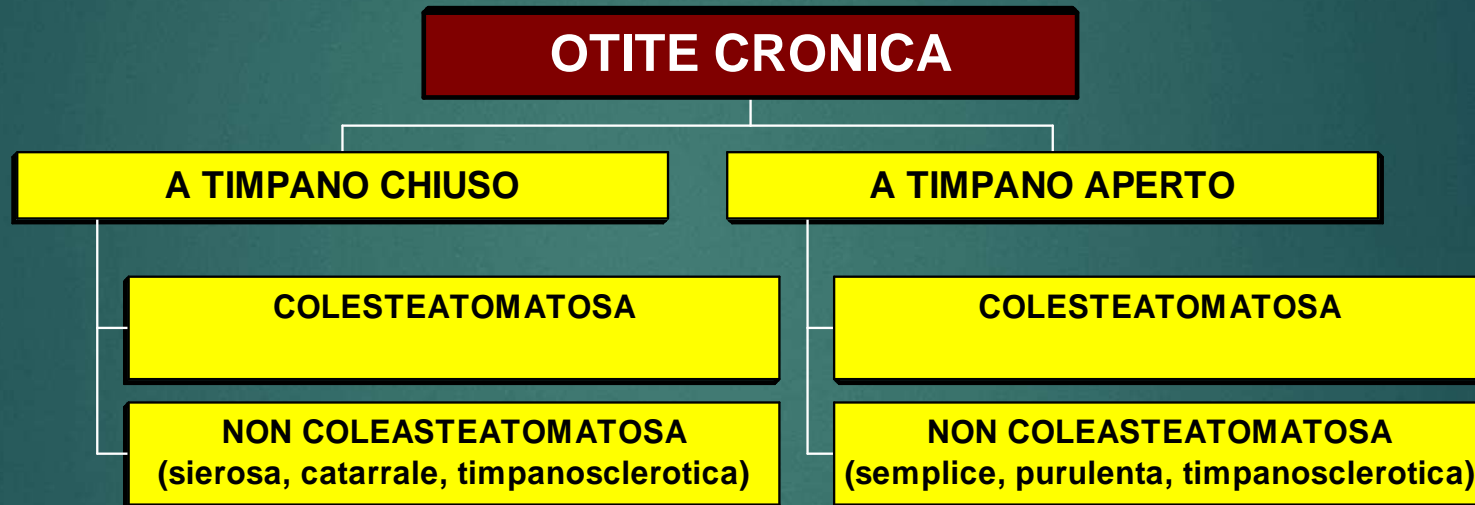 OTITE CRONICA
A TIMPANO CHIUSO
A TIMPANO APERTO
COLESTEATOMATOSA
COLESTEATOMATOSA
NON COLEASTEATOMATOSA
(sierosa, catarrale, timpanosclerotica)
NON COLEASTEATOMATOSA
(semplice, purulenta, timpanosclerotica)